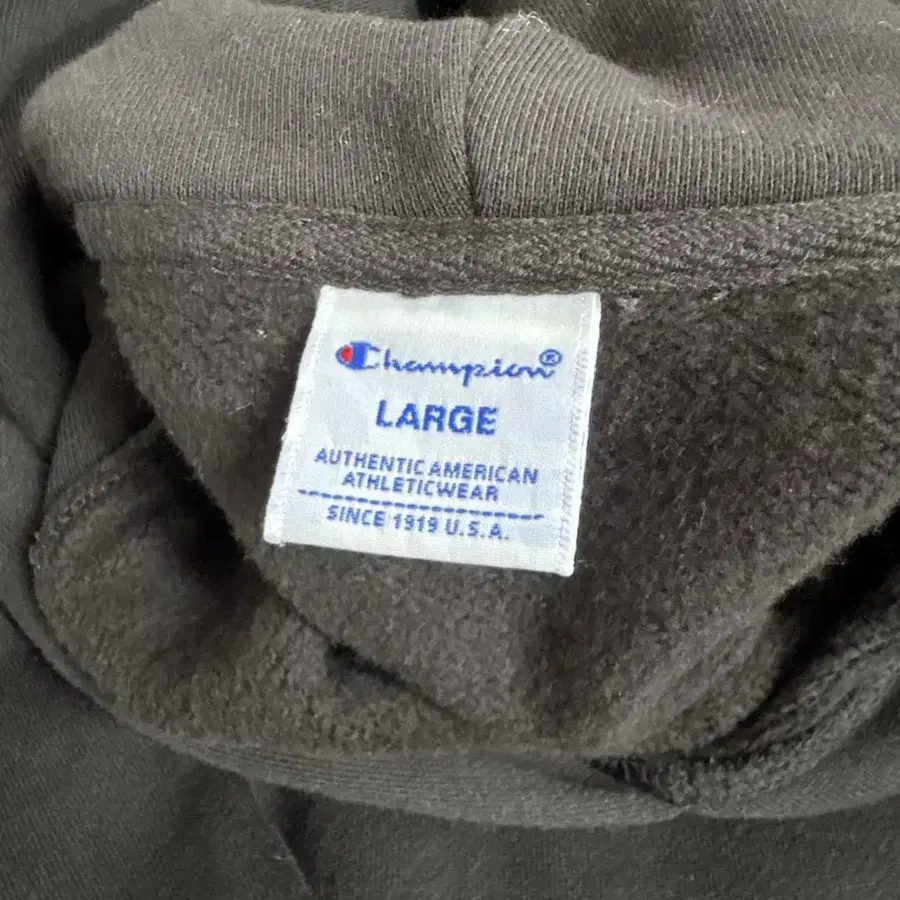 Champion®
LARGE
AUTHENTIC AMERICAN
ATHLETICWEAR
SINCE 1919 U.S.A.